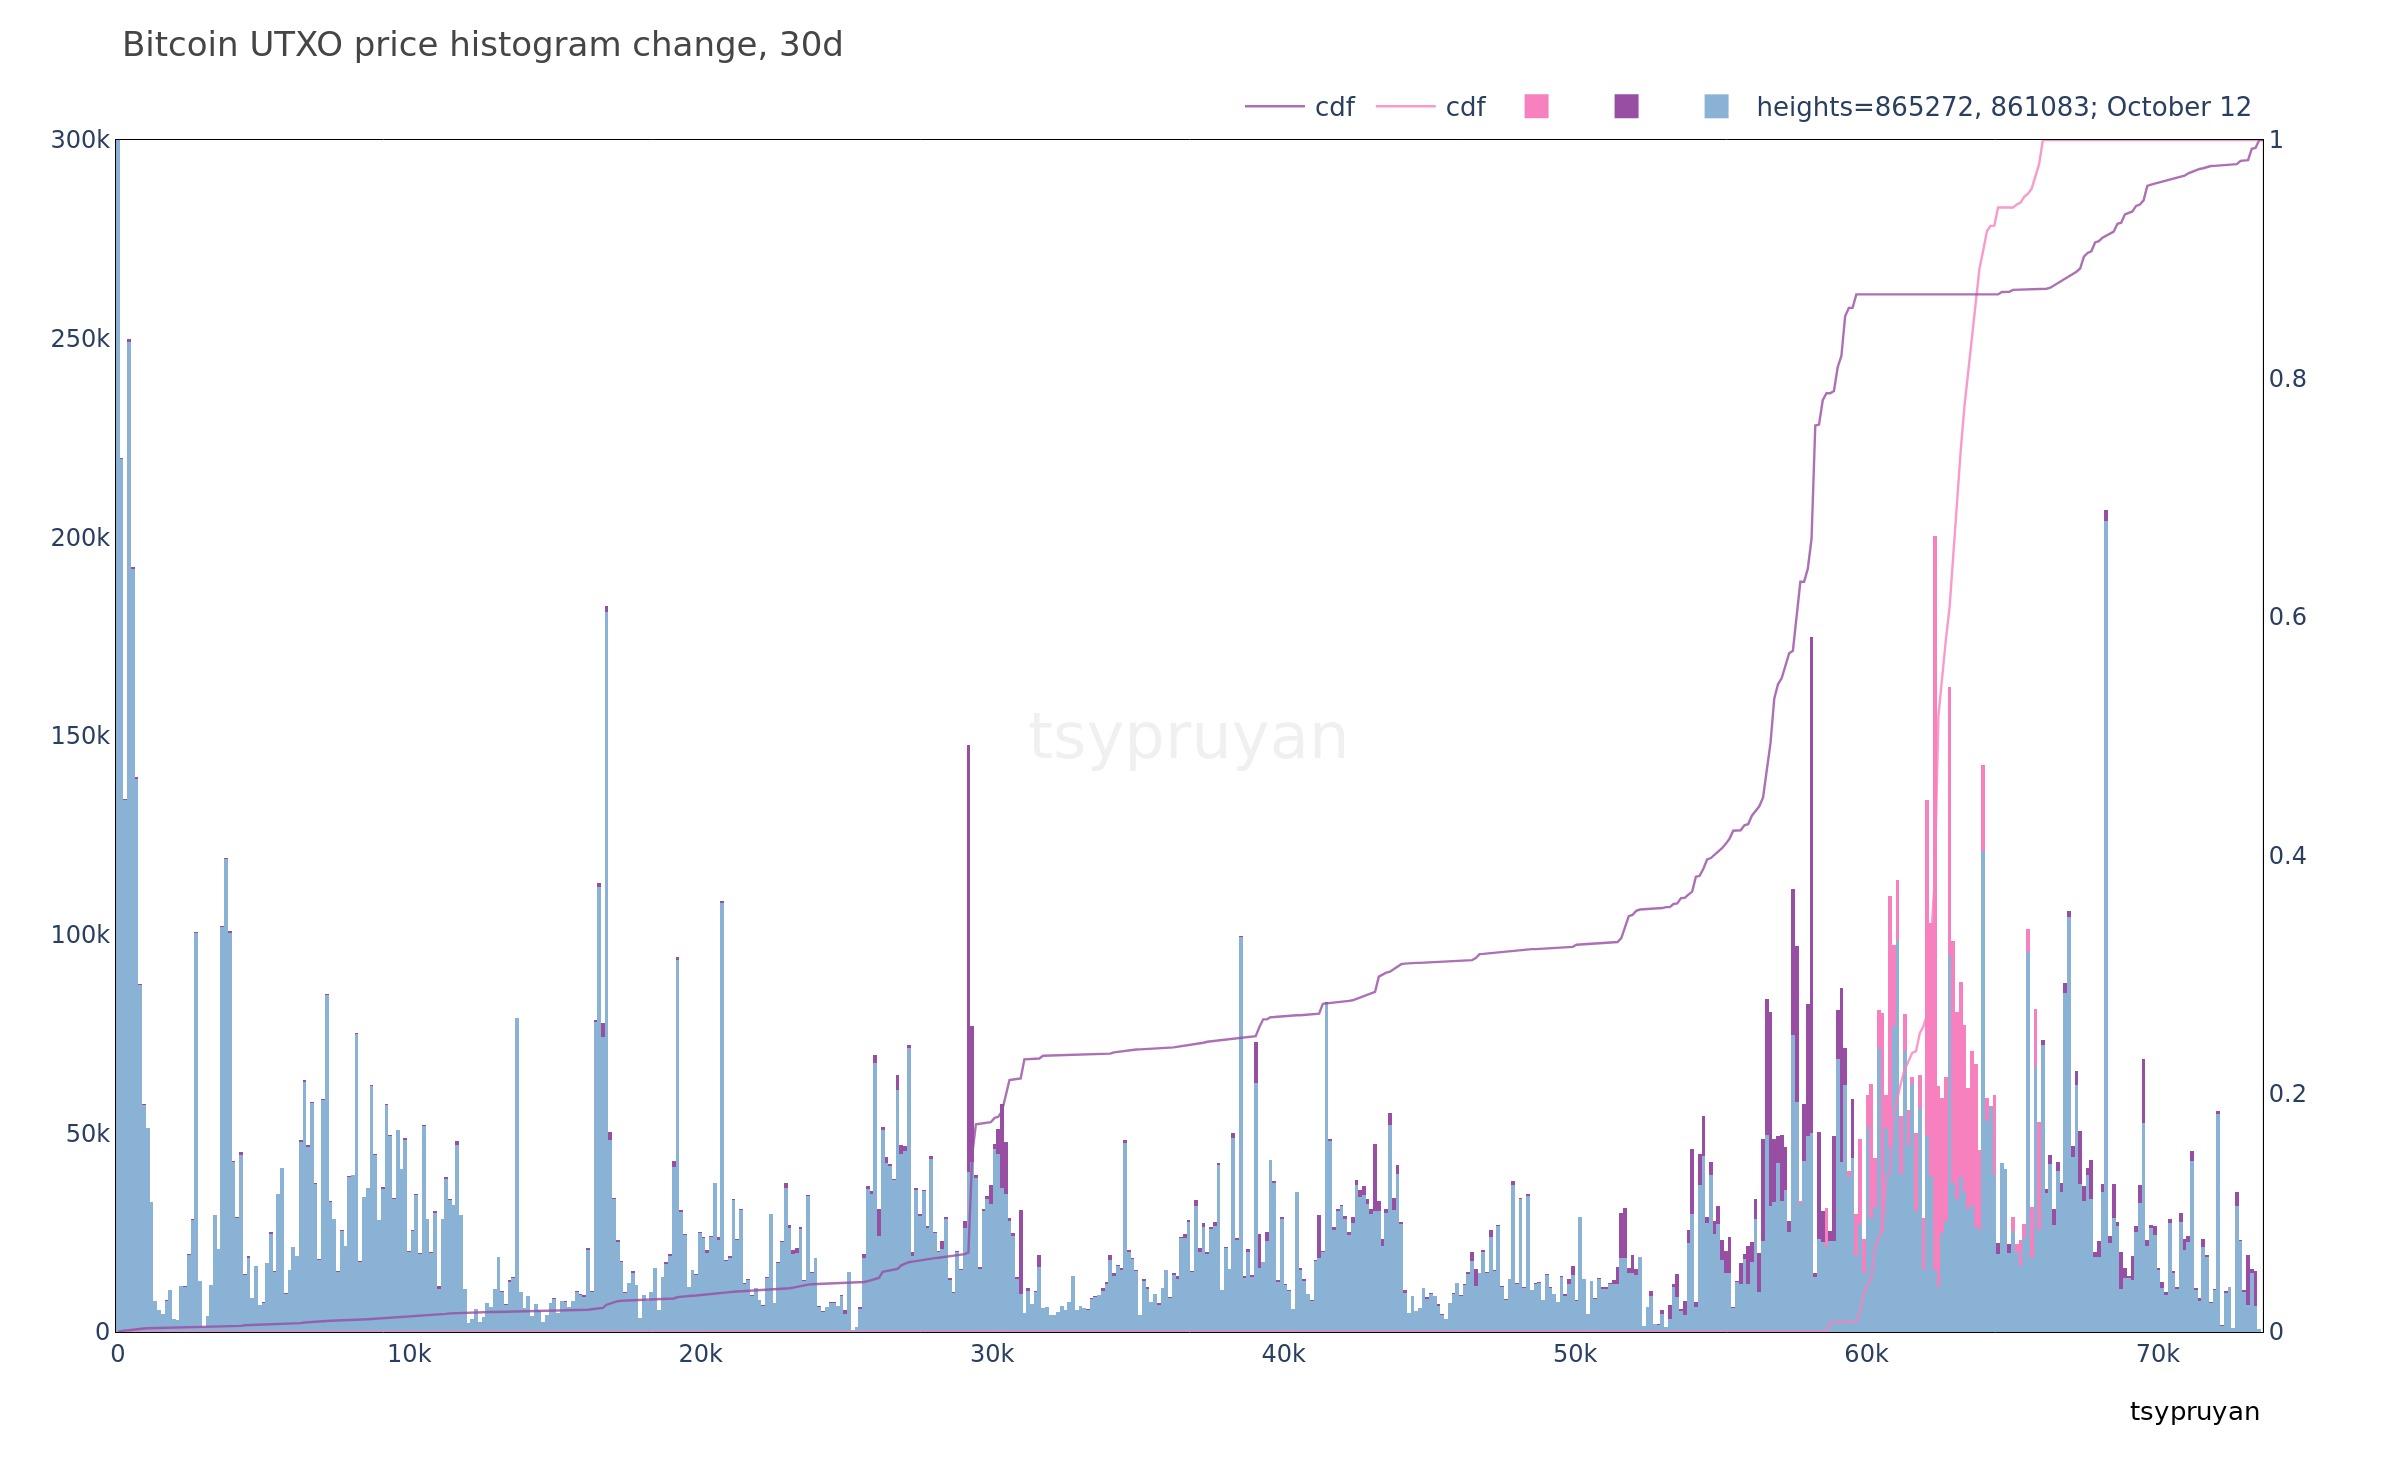 Bitcoin UTXO price histogram change, 30d
cdf cdf heights=865272, 861083; October 12
300k
250k
200k
150k
100k
50k
0
1
0.8
0.6
0.4
0.2
0
tsypruyan
0 10k 20k 30k 40k 50k 60k 70k
tsypruyan